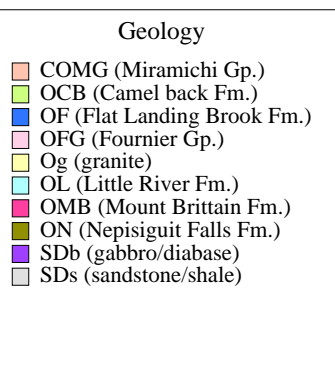 Geology
COMG (Miramichi Gp.)
OCB (Camel back Fm.)
OF (Flat Landing Brook Fm.)
OFG (Fournier Gp.)
Og (granite)
OL (Little River Fm.)
OMB (Mount Brittain Fm.)
ON (Nepisiguit Falls Fm.)
SDb (gabbro/diabase)
SDs (sandstone/shale)